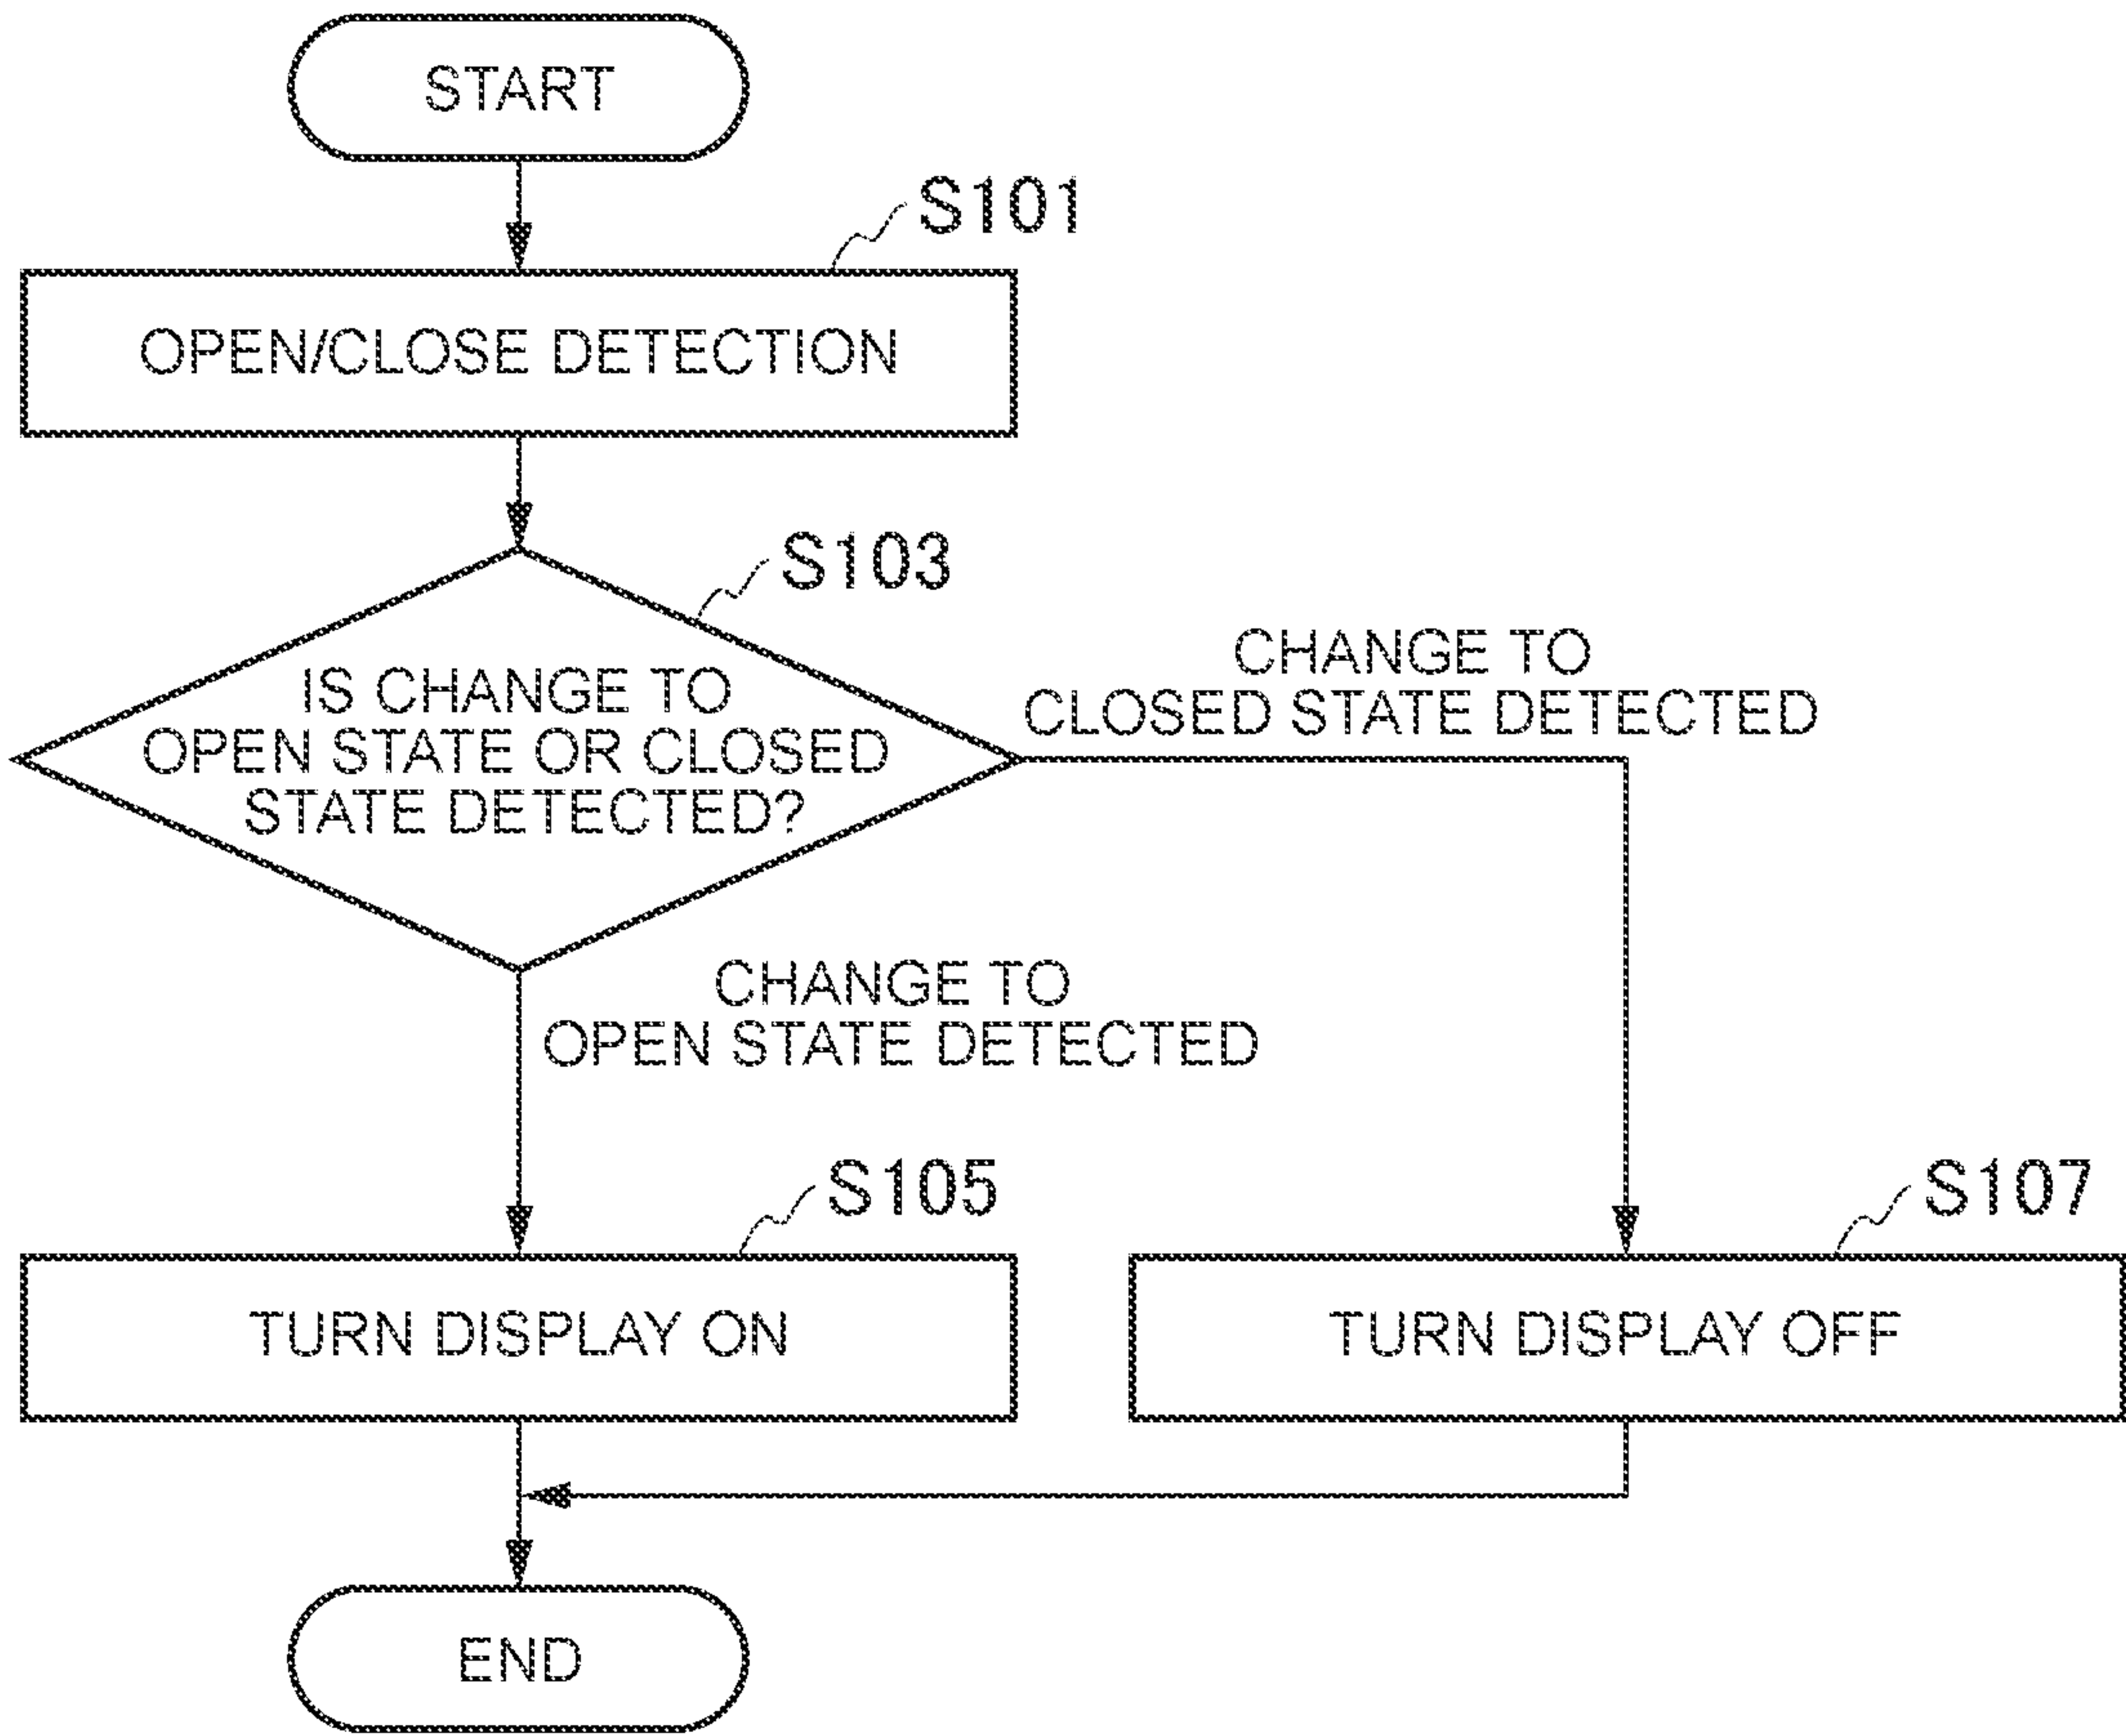 START
S101
OPEN/CLOSE DETECTION
S103
IS CHANGE TO
OPEN STATE OR CLOSED
STATE DETECTED?
CHANGE TO
CLOSED STATE DETECTED
CHANGE TO
OPEN STATE DETECTED
S105
TURN DISPLAY ON
S107
TURN DISPLAY OFF
END